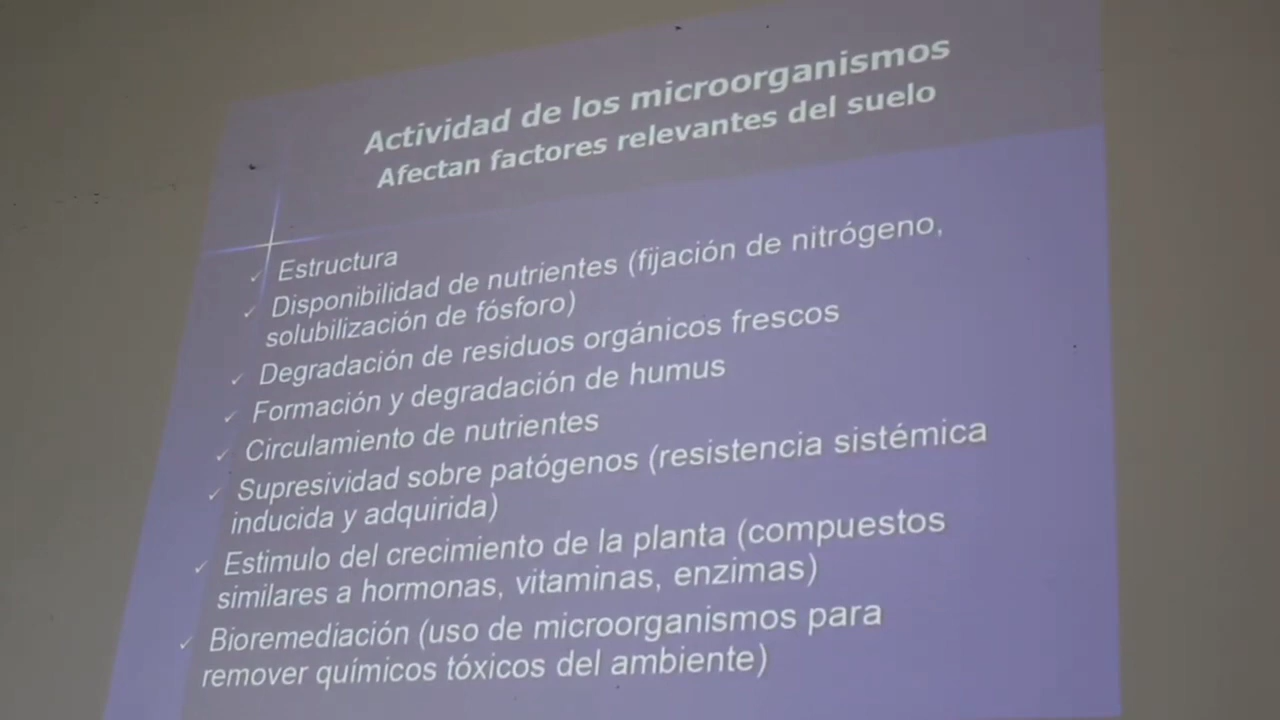 Actividad de los microorganismos
Afectan factores relevantes del suelo
✓ Estructura
✓ Disponibilidad de nutrientes (fijación de nitrógeno,
solubilización de fósforo)
✓ Degradación de residuos orgánicos frescos
✓ Formación y degradación de humus
✓ Circulamiento de nutrientes
✓ Supresividad sobre patógenos (resistencia sistémica
inducida y adquirida)
✓ Estimulo del crecimiento de la planta (compuestos
similares a hormonas, vitaminas, enzimas)
✓ Bioremediación (uso de microorganismos para
remover químicos tóxicos del ambiente)